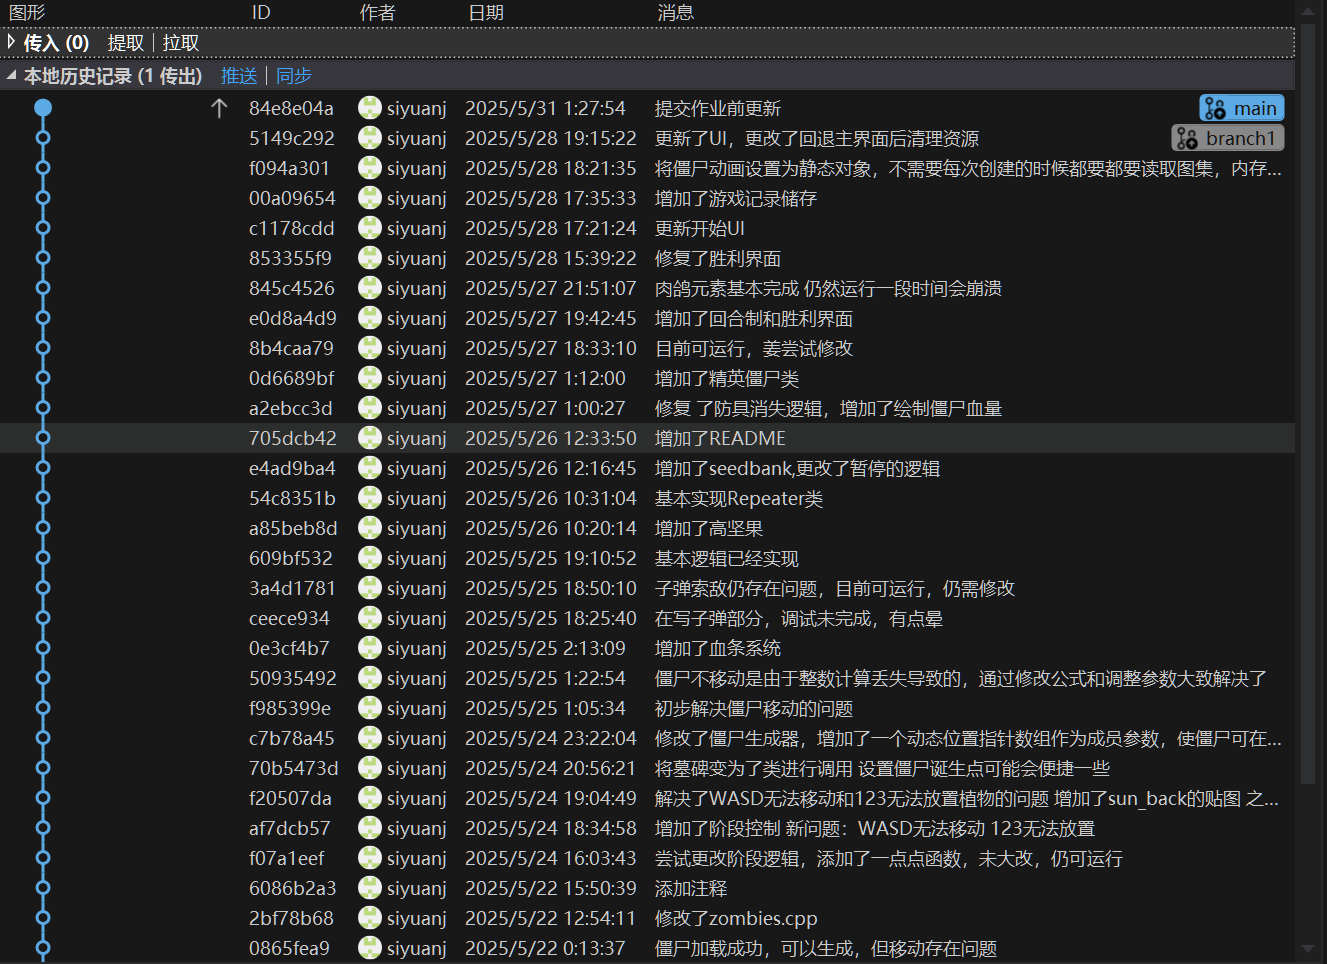 图形 ID 作者 日期 消息
传入 (0) 提取 拉取
本地历史记录 (1 传出) 推送 同步
84e8e04a siyuanj 2025/5/31 1:27:54 提交作业前更新 main
5149c292 siyuanj 2025/5/28 19:15:22 更新了UI，更改了回退主界面后清理资源 branch1
f094a301 siyuanj 2025/5/28 18:21:35 将僵尸动画设置为静态对象，不需要每次创建的时候都要都要读取图集，内存...
00a09654 siyuanj 2025/5/28 17:35:33 增加了游戏记录储存
c1178cdd siyuanj 2025/5/28 17:21:24 更新开始UI
853355f9 siyuanj 2025/5/28 15:39:22 修复了胜利界面
845c4526 siyuanj 2025/5/27 21:51:07 肉鸽元素基本完成 仍然运行一段时间会崩溃
e0d8a4d9 siyuanj 2025/5/27 19:42:45 增加了回合制和胜利界面
8b4caa79 siyuanj 2025/5/27 18:33:10 目前可运行，姜尝试修改
0d6689bf siyuanj 2025/5/27 1:12:00 增加了精英僵尸类
a2ebcc3d siyuanj 2025/5/27 1:00:27 修复 了防具消失逻辑，增加了绘制僵尸血量
705dcb42 siyuanj 2025/5/26 12:33:50 增加了README
e4ad9ba4 siyuanj 2025/5/26 12:16:45 增加了seedbank,更改了暂停的逻辑
54c8351b siyuanj 2025/5/26 10:31:04 基本实现Repeater类
a85beb8d siyuanj 2025/5/26 10:20:14 增加了高坚果
609bf532 siyuanj 2025/5/25 19:10:52 基本逻辑已经实现
3a4d1781 siyuanj 2025/5/25 18:50:10 子弹索敌仍存在问题，目前可运行，仍需修改
ceece934 siyuanj 2025/5/25 18:25:40 在写子弹部分，调试未完成，有点晕
0e3cf4b7 siyuanj 2025/5/25 2:13:09 增加了血条系统
50935492 siyuanj 2025/5/25 1:22:54 僵尸不移动是由于整数计算丢失导致的，通过修改公式和调整参数大致解决了
f985399e siyuanj 2025/5/25 1:05:34 初步解决僵尸移动的问题
c7b78a45 siyuanj 2025/5/24 23:22:04 修改了僵尸生成器，增加了一个动态位置指针数组作为成员参数，使僵尸可在...
70b5473d siyuanj 2025/5/24 20:56:21 将墓碑变为了类进行调用 设置僵尸诞生点可能会便捷一些
f20507da siyuanj 2025/5/24 19:04:49 解决了WASD无法移动和123无法放置植物的问题 增加了sun_back的贴图 之...
af7dcb57 siyuanj 2025/5/24 18:34:58 增加了阶段控制 新问题：WASD无法移动 123无法放置
f07a1eef siyuanj 2025/5/24 16:03:43 尝试更改阶段逻辑，添加了一点点函数，未大改，仍可运行
6086b2a3 siyuanj 2025/5/22 15:50:39 添加注释
2bf78b68 siyuanj 2025/5/22 12:54:11 修改了zombies.cpp
0865fea9 siyuanj 2025/5/22 0:13:37 僵尸加载成功，可以生成，但移动存在问题